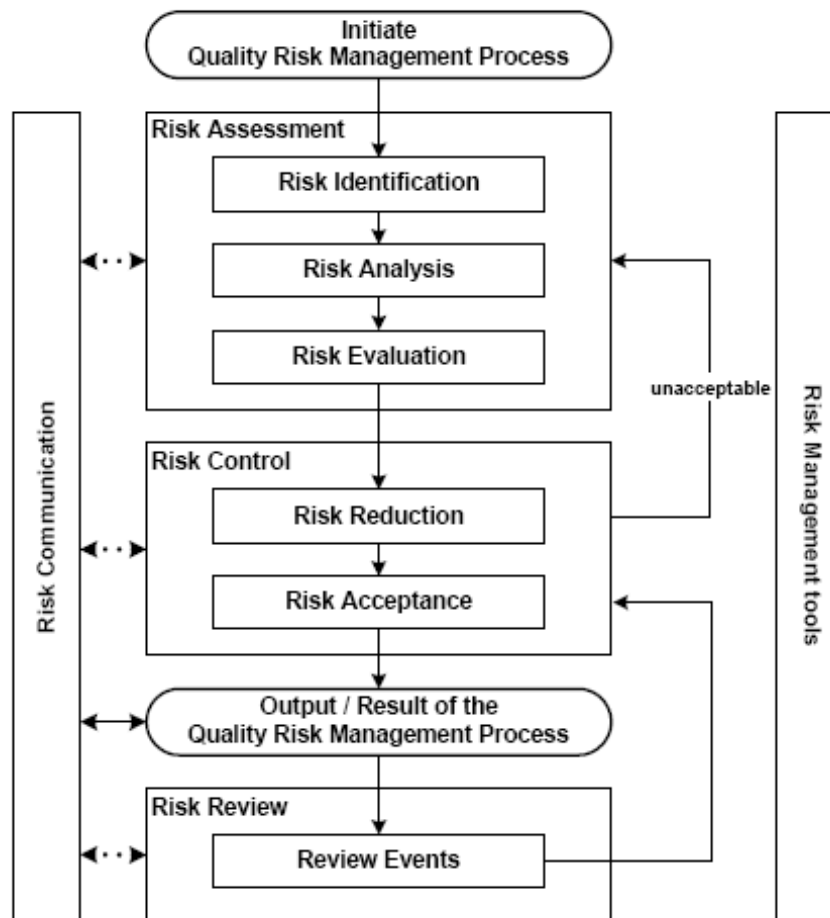 Initiate
Quality Risk Management Process
Risk Assessment
Risk Identification
Risk Analysis
Risk Evaluation
unacceptable
Risk Control
Risk Reduction
Risk Acceptance
Output / Result of the
Quality Risk Management Process
Risk Review
Review Events
Risk Communication
Risk Management tools